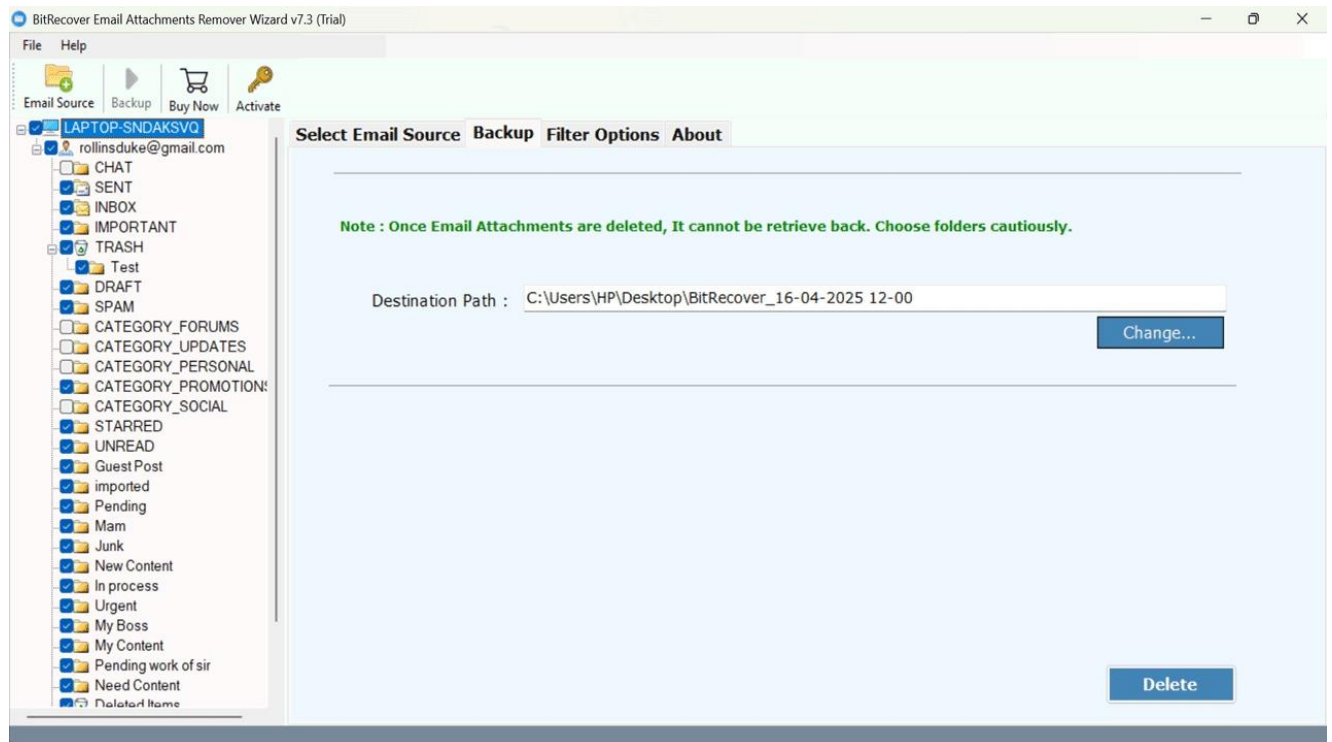 BitRecover Email Attachments Remover Wizard v7.3 (Trial)
File Help
Email Source Backup Buy Now Activate
LAPTOP-SNDAKSVQ
rollinsduke@gmail.com
CHAT
SENT
INBOX
IMPORTANT
TRASH
Test
DRAFT
SPAM
CATEGORY_FORUMS
CATEGORY_UPDATES
CATEGORY_PERSONAL
CATEGORY_PROMOTIONS
CATEGORY_SOCIAL
STARRED
UNREAD
Guest Post
imported
Pending
Mam
Junk
New Content
In process
Urgent
My Boss
My Content
Pending work of sir
Need Content
Deleted Items
Select Email Source Backup Filter Options About
Note : Once Email Attachments are deleted, It cannot be retrieve back. Choose folders cautiously.
Destination Path : C:\Users\HP\Desktop\BitRecover_16-04-2025 12-00
Change...
Delete